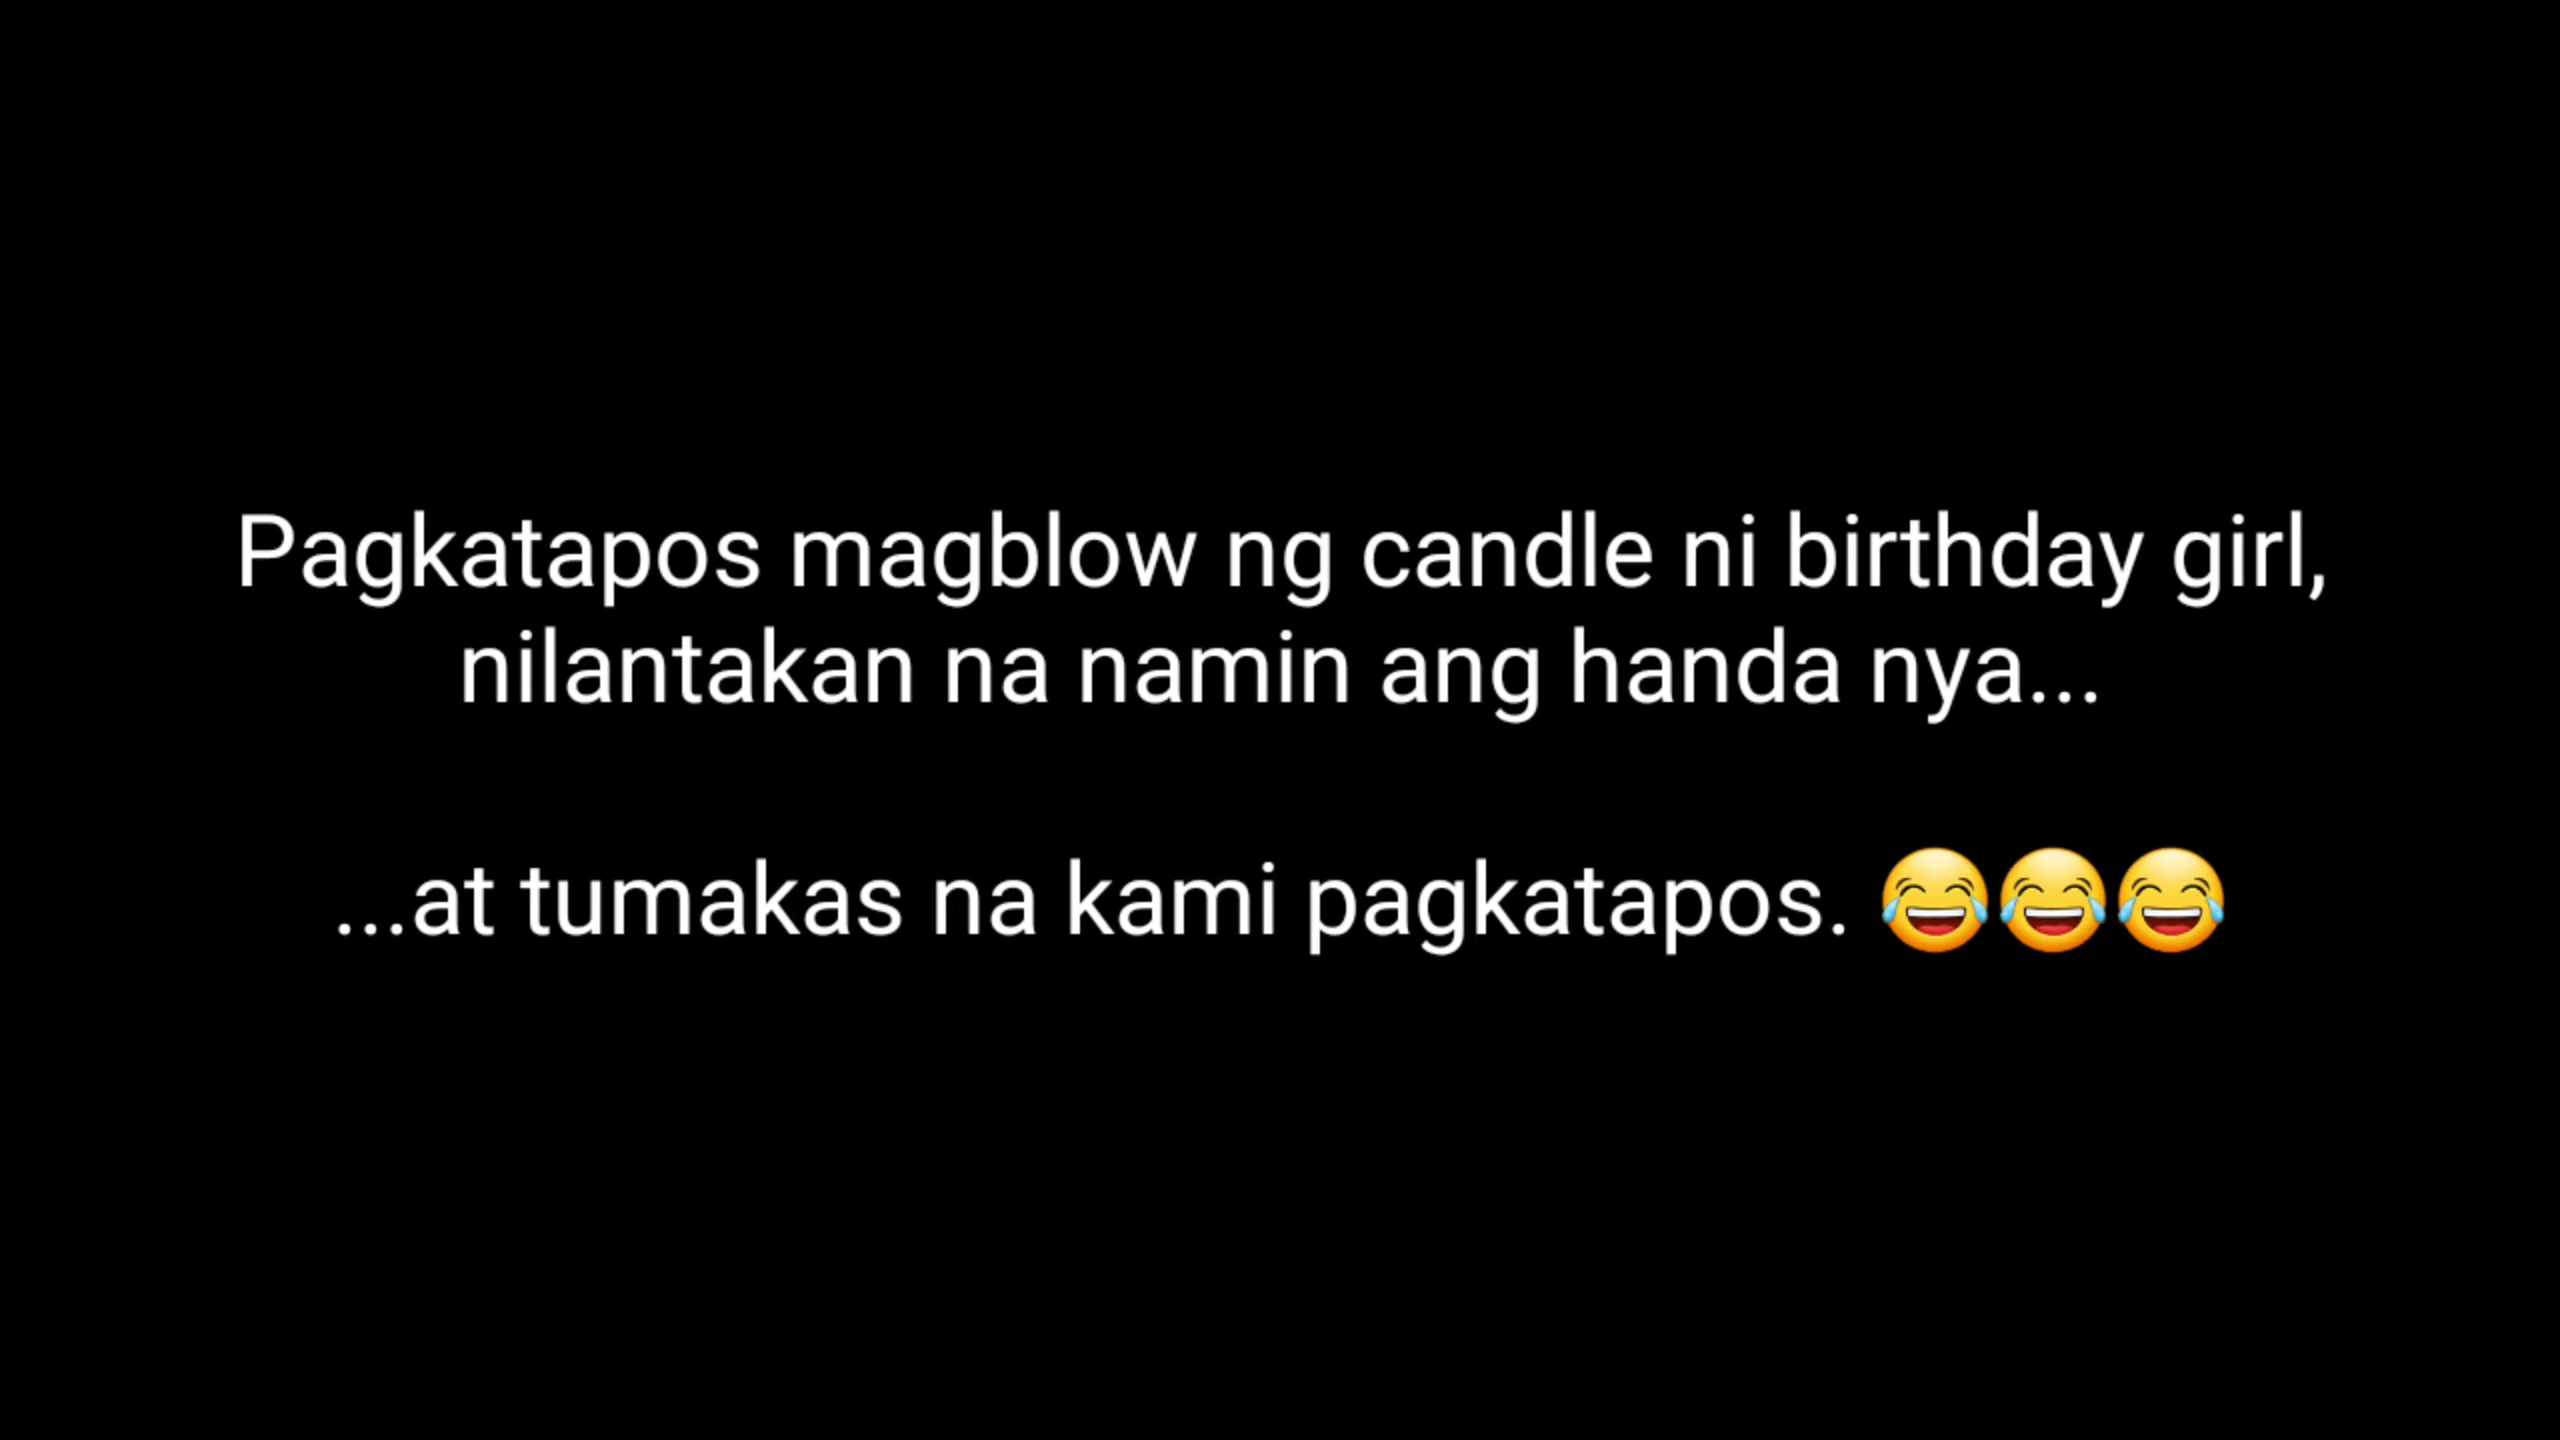 Pagkatapos magblow ng candle ni birthday girl,
nilantakan na namin ang handa nya...
...at tumakas na kami pagkatapos. 😂😂😂